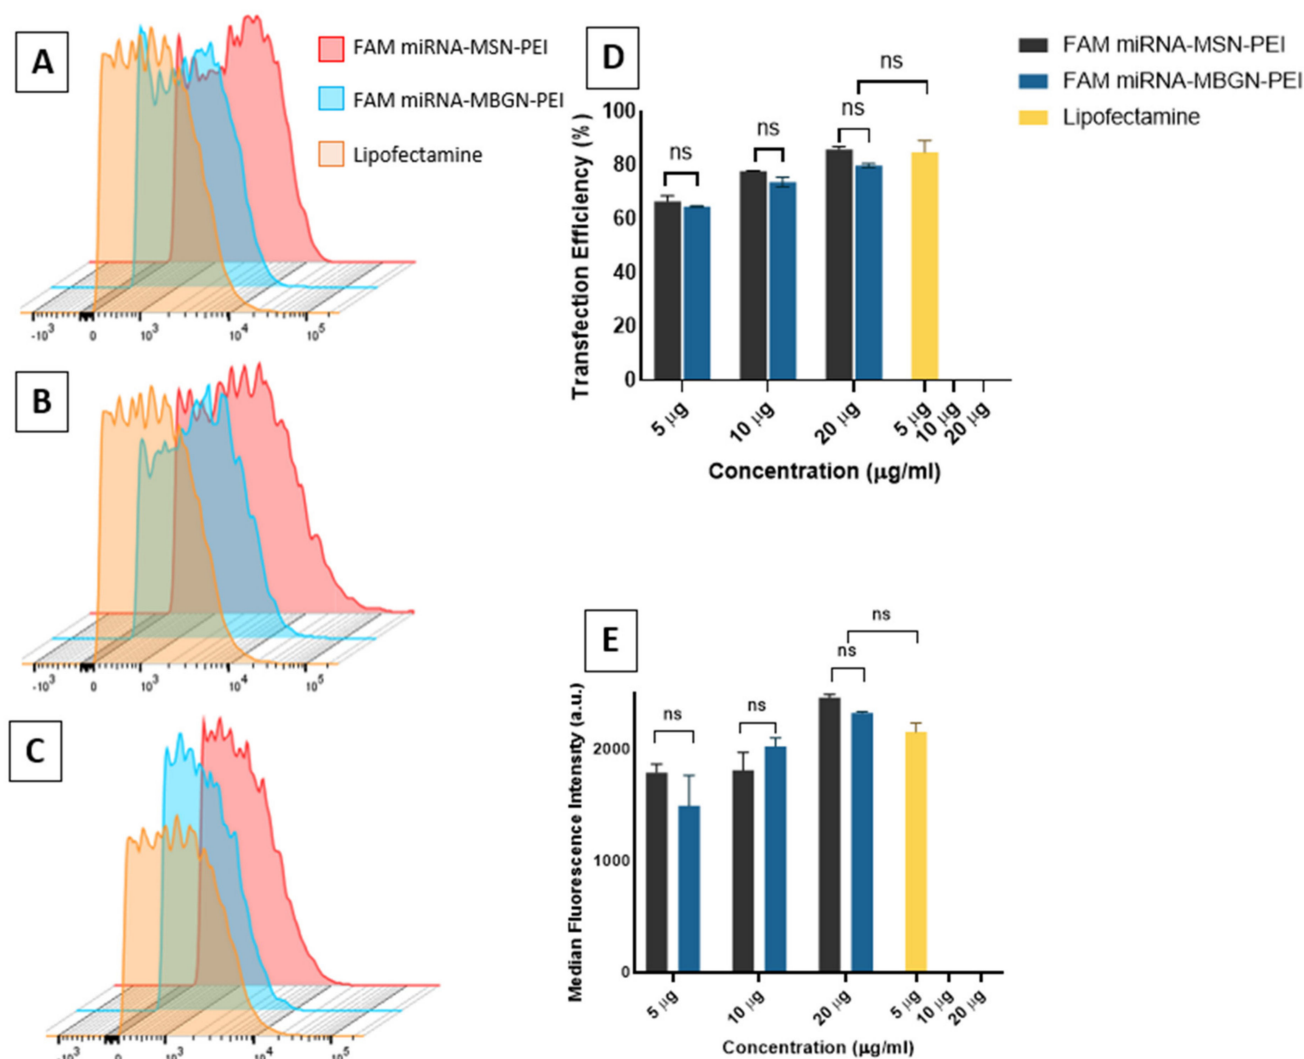 A
FAM miRNA-MSN-PEI
FAM miRNA-MBGN-PEI
Lipofectamine
-10³ 0 10³ 10⁴ 10⁵
B
-10³ 0 10³ 10⁴ 10⁵
C
10³ 10⁴
D
FAM miRNA-MSN-PEI
FAM miRNA-MBGN-PEI
Lipofectamine
ns
ns
ns
ns
Transfection Efficiency (%)
100
80
60
40
20
0
5 µg
10 µg
20 µg
5 µg
10 µg
20 µg
Concentration (µg/ml)
E
ns
ns
ns
ns
Median Fluorescence Intensity (a.u.)
2000
1000
0
5 µg
10 µg
20 µg
5 µg
10 µg
20 µg
Concentration (µg/ml)